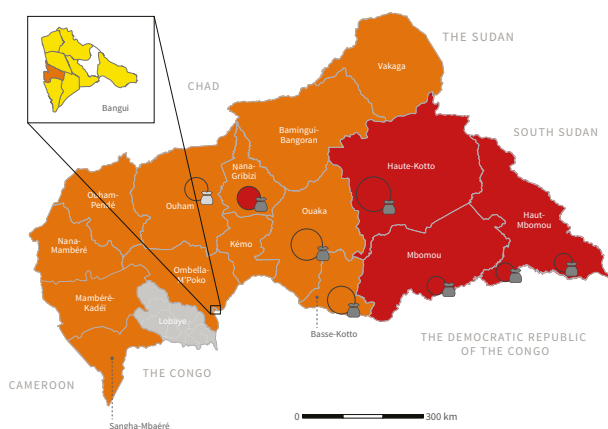 THE SUDAN
Vakaga
CHAD
Bangui
Bamingui-
Bangoran
SOUTH SUDAN
Haute-Kotto
Nana-
Gribizi
Ouham-
Pendé
Ouham
Ouaka
Haut-
Mbomou
Nana-
Mambéré
Kémo
Mbomou
Ombella-
M'Poko
Mambéré-
Kadéï
Lobaye
Basse-Kotto
THE DEMOCRATIC REPUBLIC
OF THE CONGO
THE CONGO
CAMEROON
0
300 km
Sangha-Mbaéré